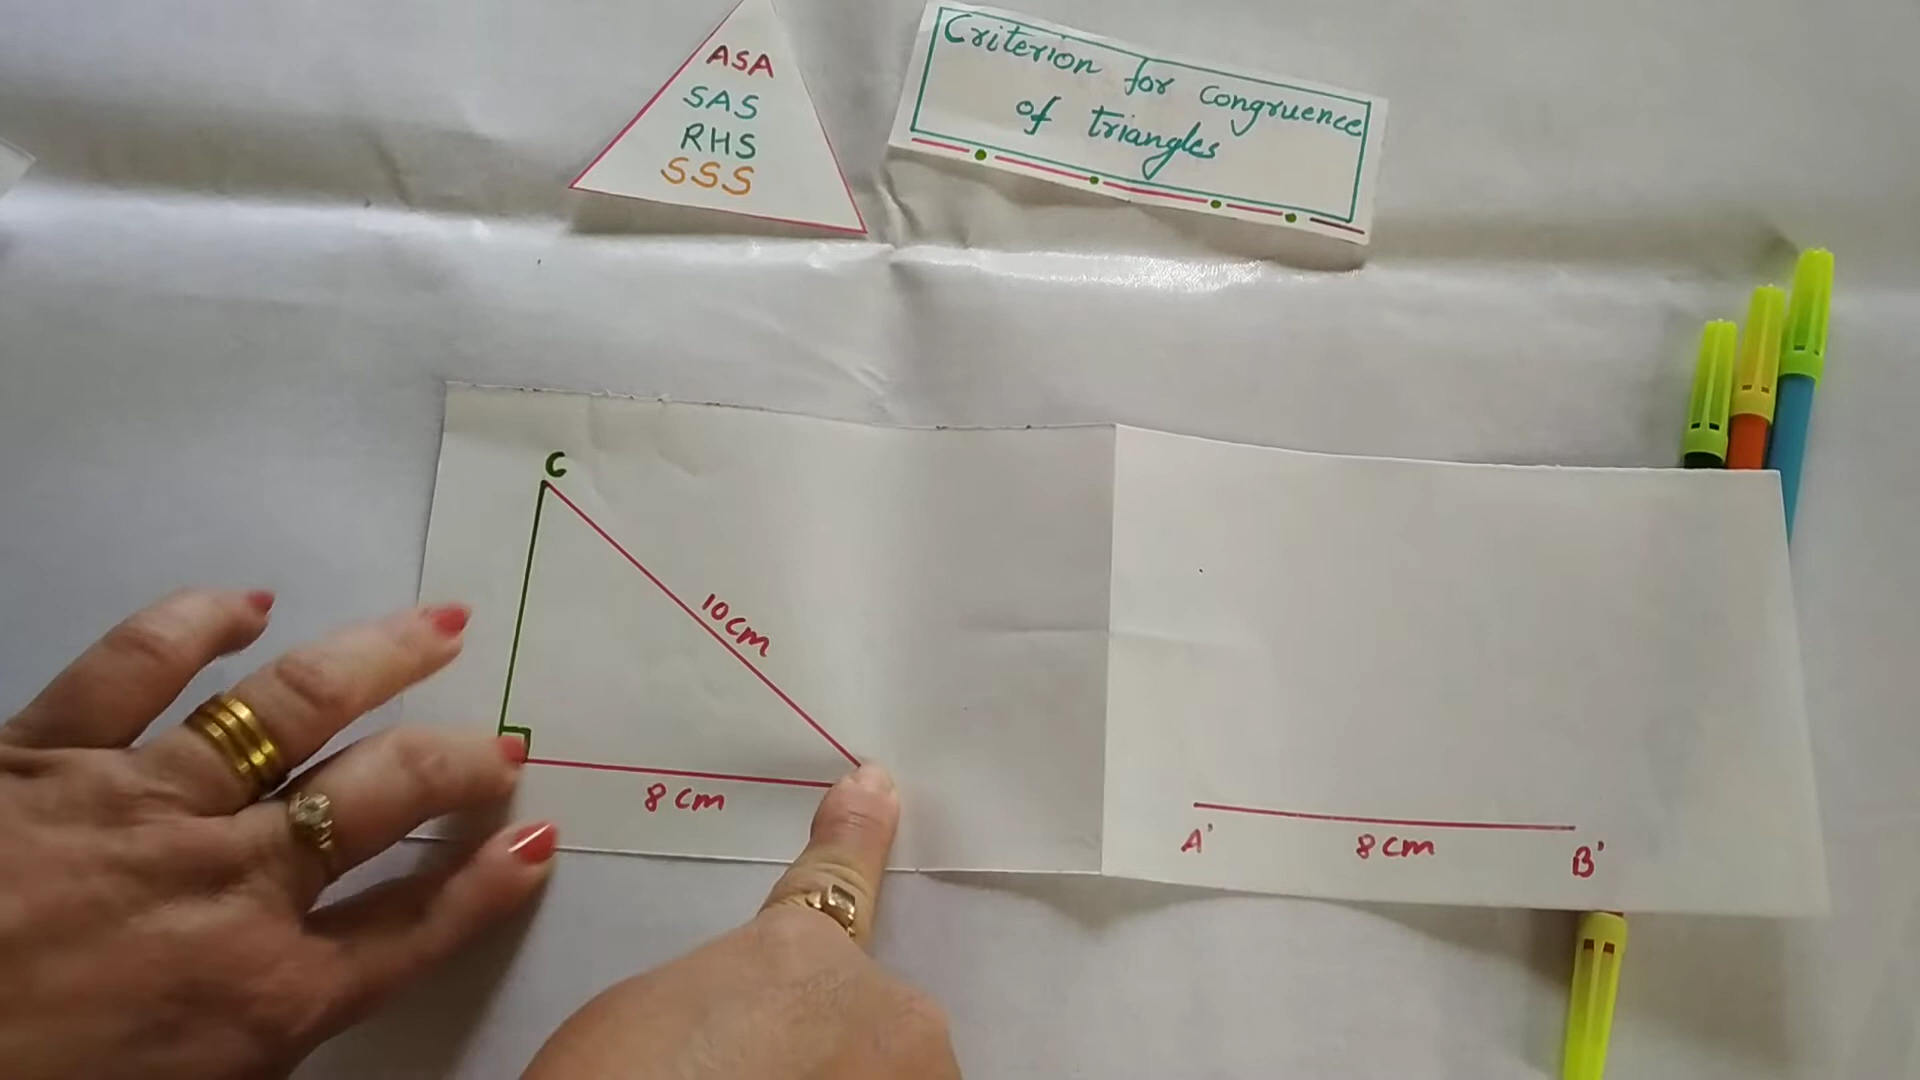 ASA
SAS
RHS
SSS
Criterion for Congruence
of triangles
C
10cm
8 cm
A'
8 cm
B'